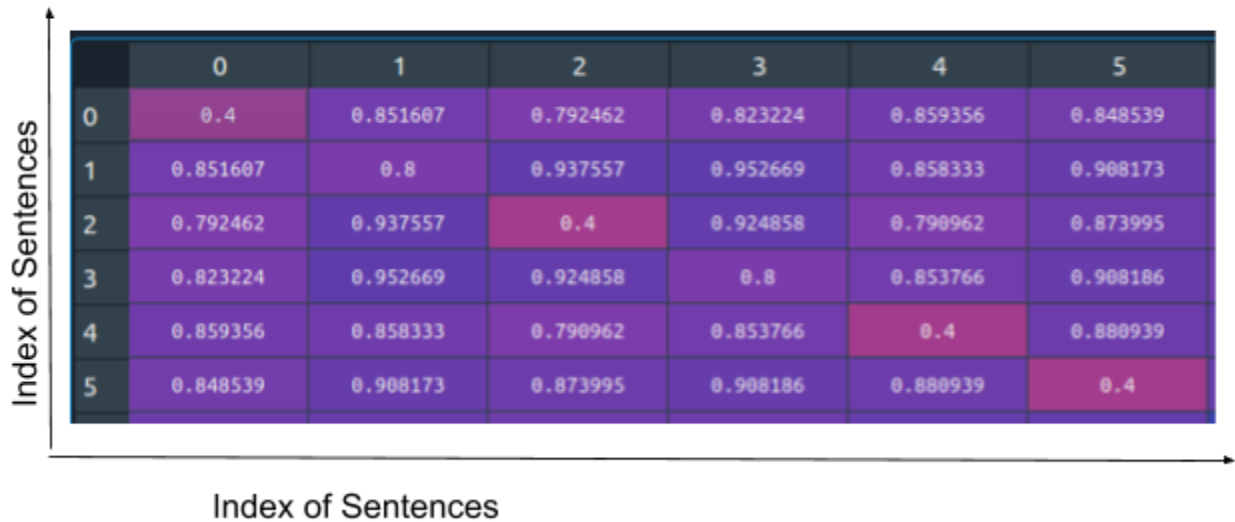 0 1 2 3 4 5
0 0.4 0.851607 0.792462 0.823224 0.859356 0.848539
1 0.851607 0.8 0.937557 0.952669 0.858333 0.908173
2 0.792462 0.937557 0.4 0.924858 0.790962 0.873995
3 0.823224 0.952669 0.924858 0.8 0.853766 0.908186
4 0.859356 0.858333 0.790962 0.853766 0.4 0.880939
5 0.848539 0.908173 0.873995 0.908186 0.880939 0.4
Index of Sentences
Index of Sentences